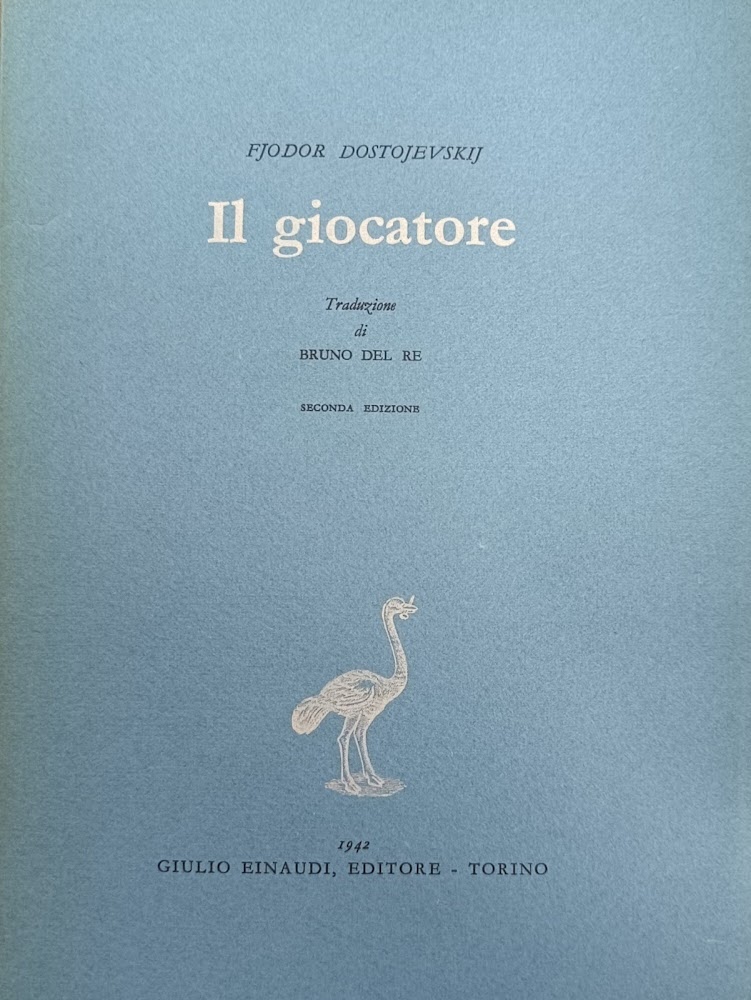 FJODOR DOSTOJEVSKIJ
Il giocatore
Traduzione
di
BRUNO DEL RE
SECONDA EDIZIONE
1942
GIULIO EINAUDI, EDITORE - TORINO